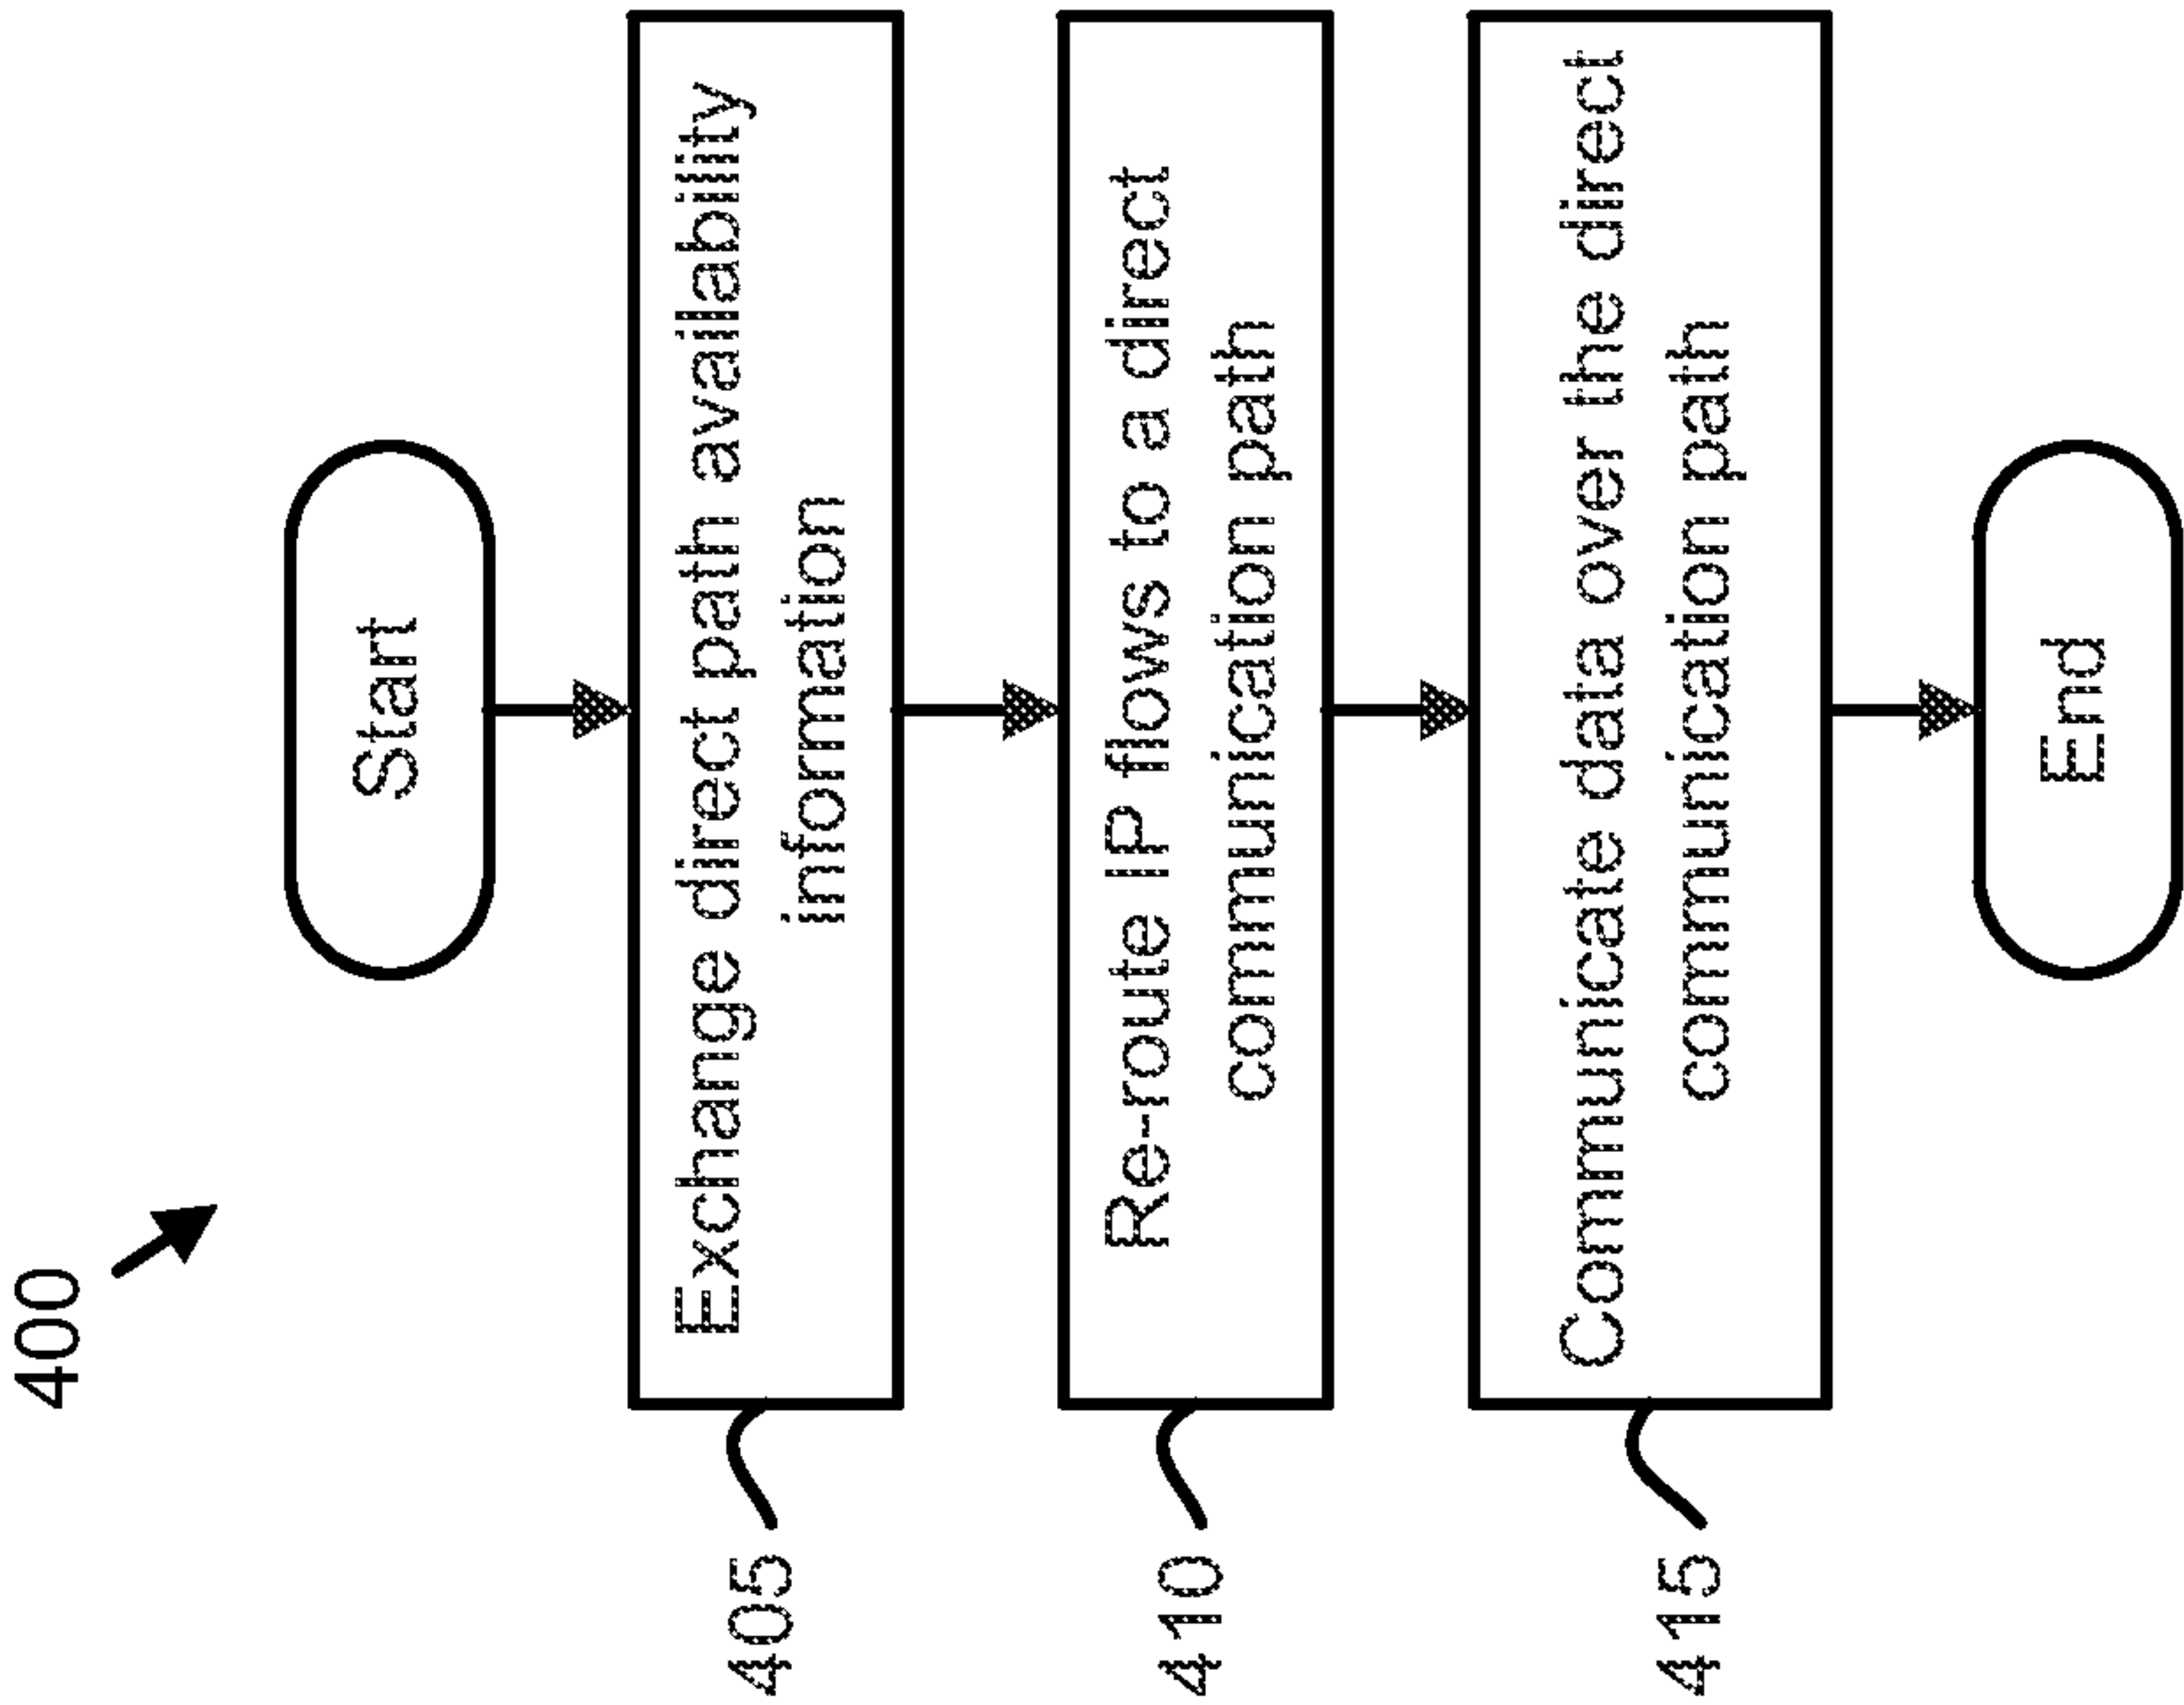 400
Start
405
Exchange direct path availability
information
410
Re-route IP flows to a direct
communication path
415
Communicate data over the direct
communication path
End